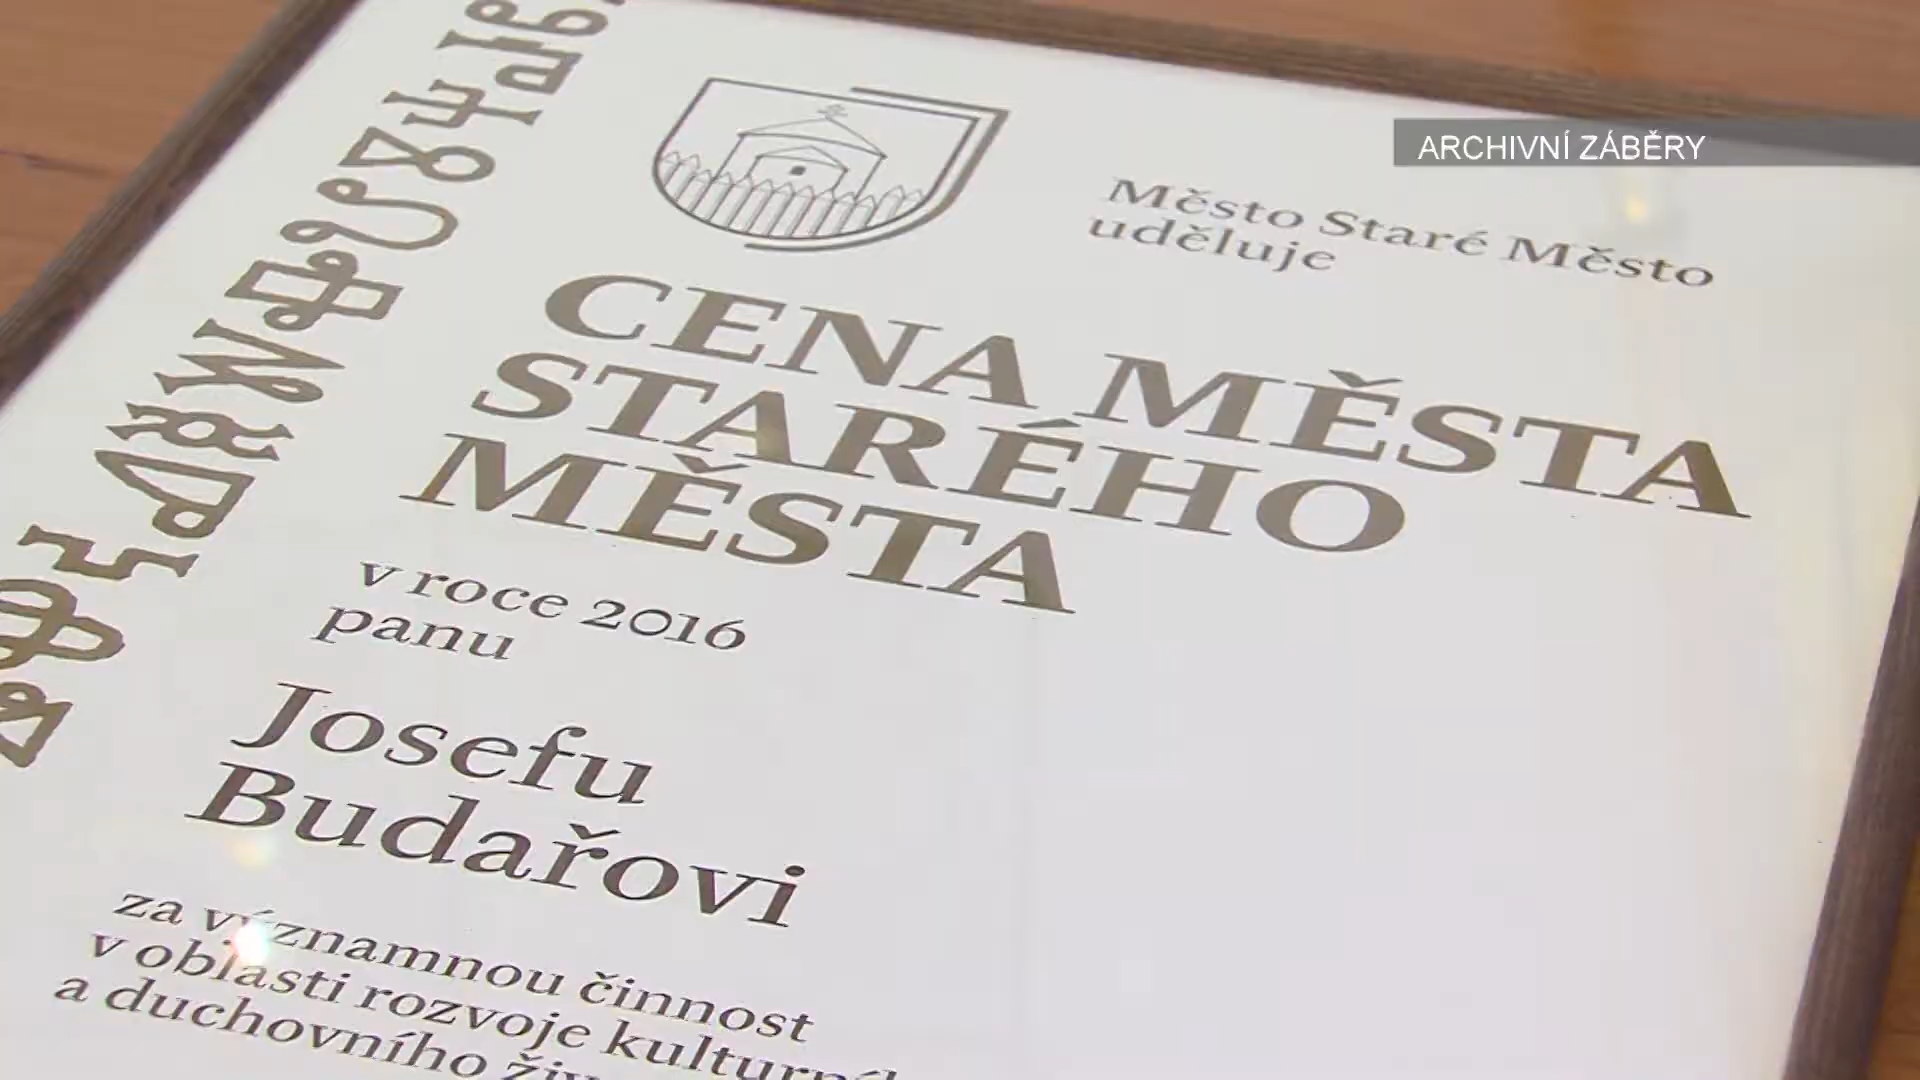 ARCHIVNÍ ZÁBĚRY
Město Staré Město
uděluje
CENA MĚSTA
STARÉHO
MĚSTA
v roce 2016
panu
Josefu
Budařovi
za významnou činnost
v oblasti rozvoje
a duchovního